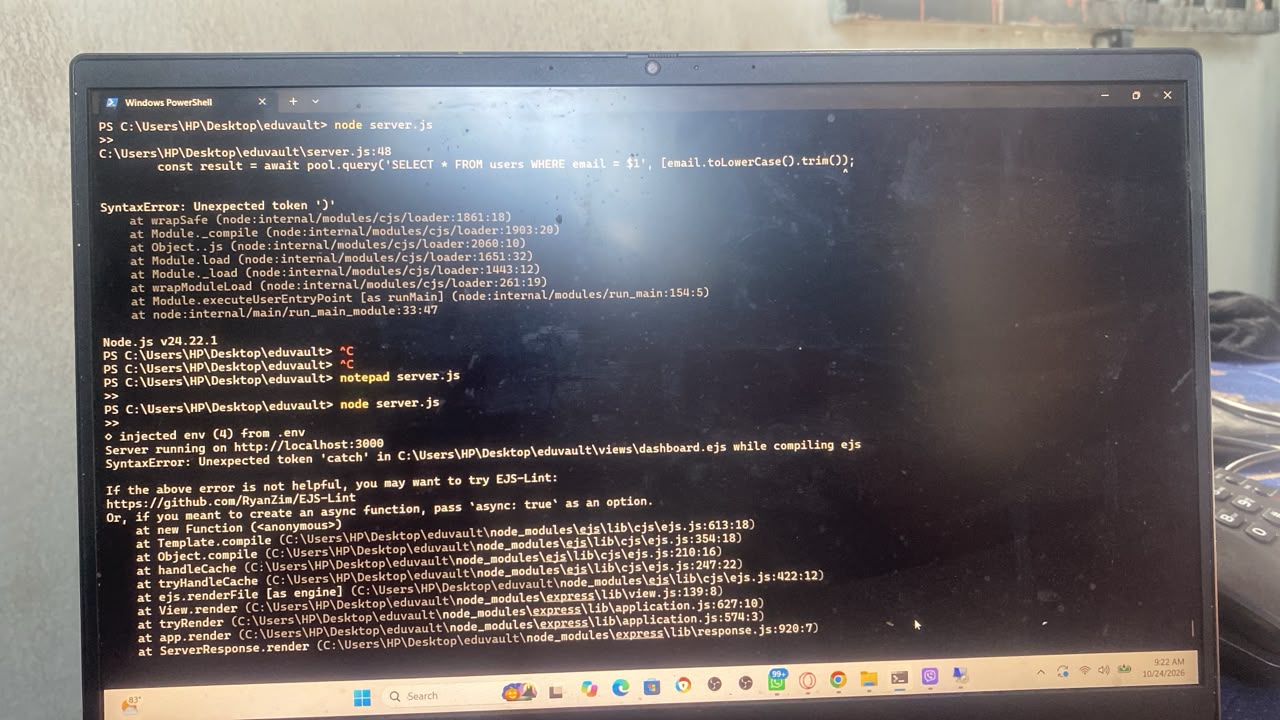 Windows PowerShell
PS C:\Users\HP\Desktop\eduvault> node server.js
>>
C:\Users\HP\Desktop\eduvault\server.js:48
const result = await pool.query('SELECT * FROM users WHERE email = $1', [email.toLowerCase().trim());
^
SyntaxError: Unexpected token ')'
at wrapSafe (node:internal/modules/cjs/loader:1861:18)
at Module._compile (node:internal/modules/cjs/loader:1903:20)
at Object..js (node:internal/modules/cjs/loader:2060:10)
at Module.load (node:internal/modules/cjs/loader:1651:32)
at Module._load (node:internal/modules/cjs/loader:1443:12)
at wrapModuleLoad (node:internal/modules/cjs/loader:261:19)
at Module.executeUserEntryPoint [as runMain] (node:internal/modules/run_main:154:5)
at node:internal/main/run_main_module:33:47
Node.js v24.22.1
PS C:\Users\HP\Desktop\eduvault> ^C
PS C:\Users\HP\Desktop\eduvault> ^C
PS C:\Users\HP\Desktop\eduvault> notepad server.js
>>
PS C:\Users\HP\Desktop\eduvault> node server.js
>>
◇ injected env (4) from .env
Server running on http://localhost:3000
SyntaxError: Unexpected token 'catch' in C:\Users\HP\Desktop\eduvault\views\dashboard.ejs while compiling ejs
If the above error is not helpful, you may want to try EJS-Lint:
https://github.com/RyanZim/EJS-Lint
Or, if you meant to create an async function, pass `async: true` as an option.
at new Function (<anonymous>)
at Template.compile (C:\Users\HP\Desktop\eduvault\node_modules\ejs\lib\cjs\ejs.js:613:18)
at Object.compile (C:\Users\HP\Desktop\eduvault\node_modules\ejs\lib\cjs\ejs.js:354:18)
at handleCache (C:\Users\HP\Desktop\eduvault\node_modules\ejs\lib\cjs\ejs.js:210:16)
at tryHandleCache (C:\Users\HP\Desktop\eduvault\node_modules\ejs\lib\cjs\ejs.js:247:22)
at ejs.renderFile [as engine] (C:\Users\HP\Desktop\eduvault\node_modules\ejs\lib\cjs\ejs.js:422:12)
at View.render (C:\Users\HP\Desktop\eduvault\node_modules\express\lib\view.js:139:8)
at tryRender (C:\Users\HP\Desktop\eduvault\node_modules\express\lib\application.js:627:10)
at app.render (C:\Users\HP\Desktop\eduvault\node_modules\express\lib\application.js:574:3)
at ServerResponse.render (C:\Users\HP\Desktop\eduvault\node_modules\express\lib\response.js:920:7)
83°
Search
99+
9:22 AM
10/24/2026